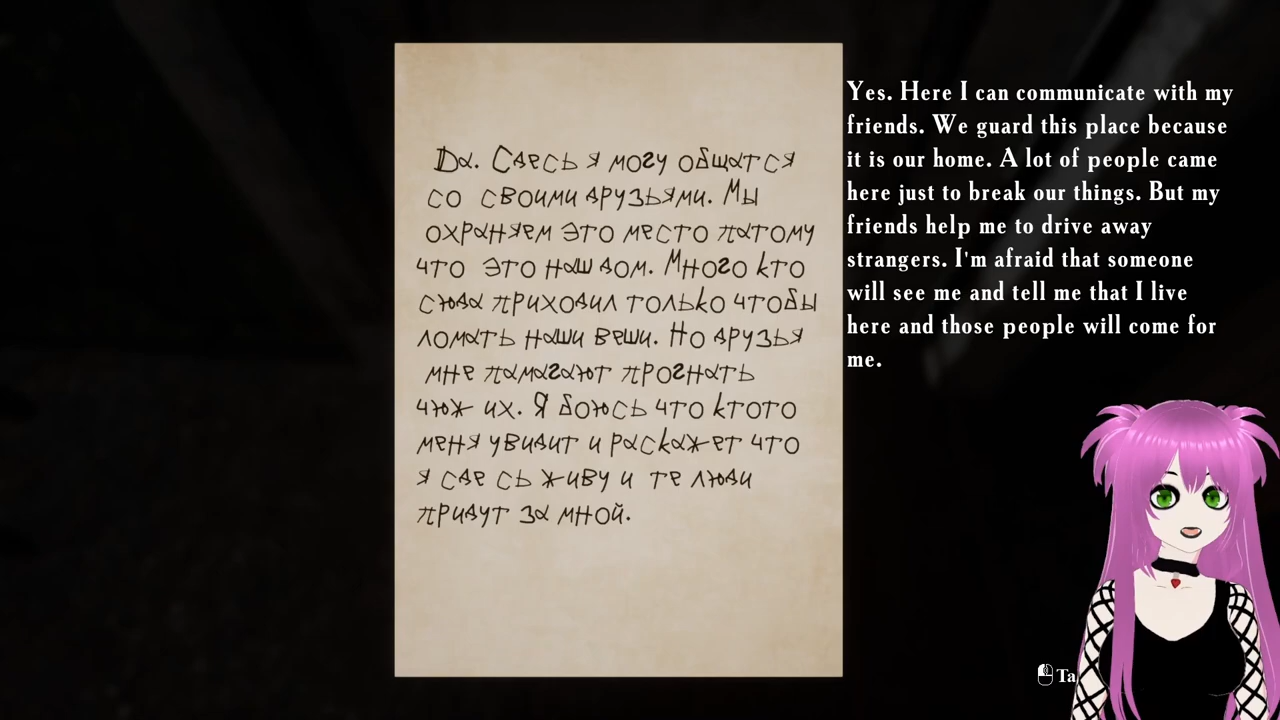 Да. Сдесь я могу общатся
со своими друзьями. Мы
охраняем это место патому
что это наш дом. Много кто
сюда приходил только чтобы
ломать наши веши. Но друзья
мне памагают прогнать
чюж их. Я боюсь что ктото
меня увидит и раскажет что
я сде сь живу и те люди
придут за мной.
Yes. Here I can communicate with my
friends. We guard this place because
it is our home. A lot of people came
here just to break our things. But my
friends help me to drive away
strangers. I'm afraid that someone
will see me and tell me that I live
here and those people will come for
me.
Ta